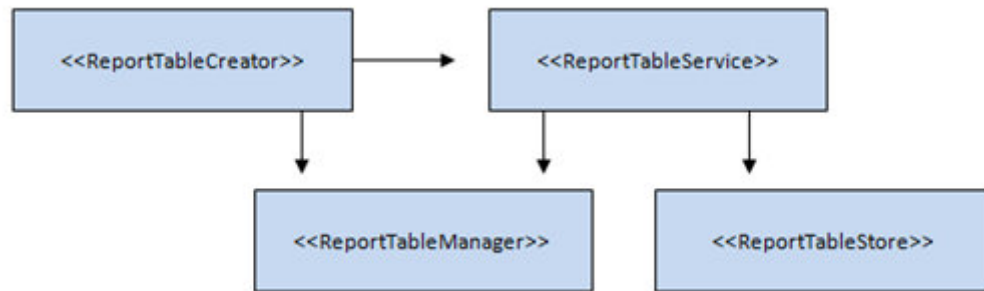 <<ReportTableCreator>>
<<ReportTableService>>
<<ReportTableManager>>
<<ReportTableStore>>